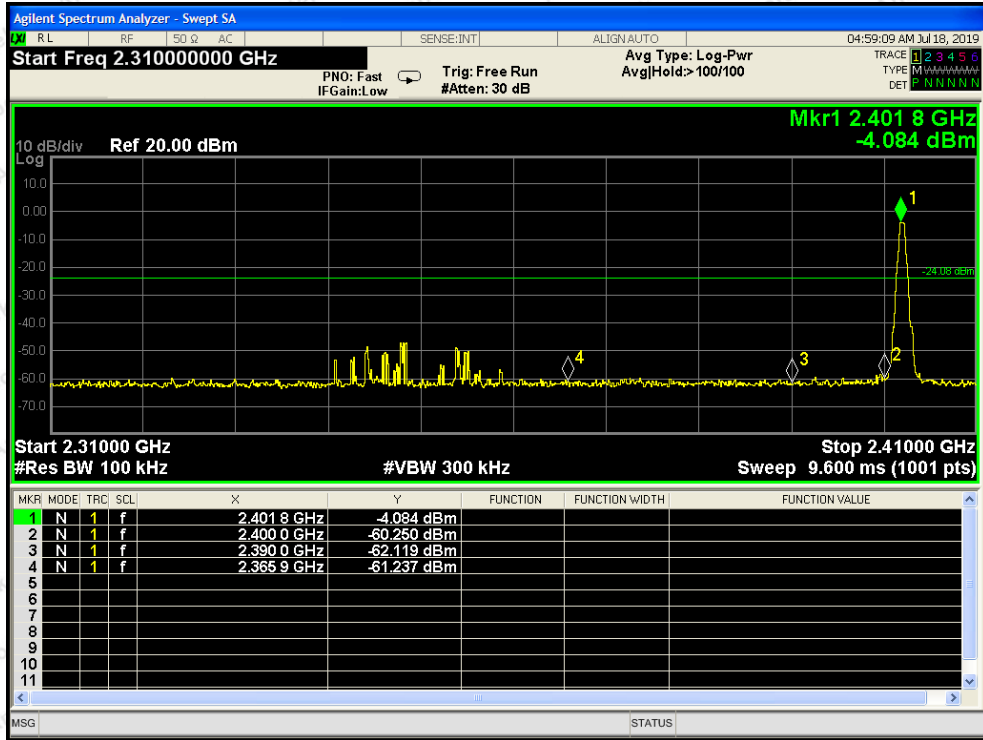 Agilent Spectrum Analyzer - Swept SA
LXI RL RF 50 Ω AC SENSE:INT ALIGN AUTO 04:59:09 AM Jul 18, 2019
Start Freq 2.310000000 GHz
PNO: Fast
IFGain:Low
Trig: Free Run
#Atten: 30 dB
Avg Type: Log-Pwr
Avg|Hold:>100/100
TRACE 1 2 3 4 5 6
TYPE M WWWWW
DET P N N N N N
Mkr1 2.401 8 GHz
-4.084 dBm
10 dB/div Ref 20.00 dBm
Log
10.0
0.00
-10.0
-20.0
-30.0
-40.0
-50.0
-60.0
-70.0
1
-24.08 dBm
4
3
2
Start 2.31000 GHz Stop 2.41000 GHz
#Res BW 100 kHz #VBW 300 kHz Sweep 9.600 ms (1001 pts)
MKR MODE TRC SCL X Y FUNCTION FUNCTION WIDTH FUNCTION VALUE
1 N 1 f 2.401 8 GHz -4.084 dBm
2 N 1 f 2.400 0 GHz -60.250 dBm
3 N 1 f 2.390 0 GHz -62.119 dBm
4 N 1 f 2.365 9 GHz -61.237 dBm
5
6
7
8
9
10
11
MSG STATUS